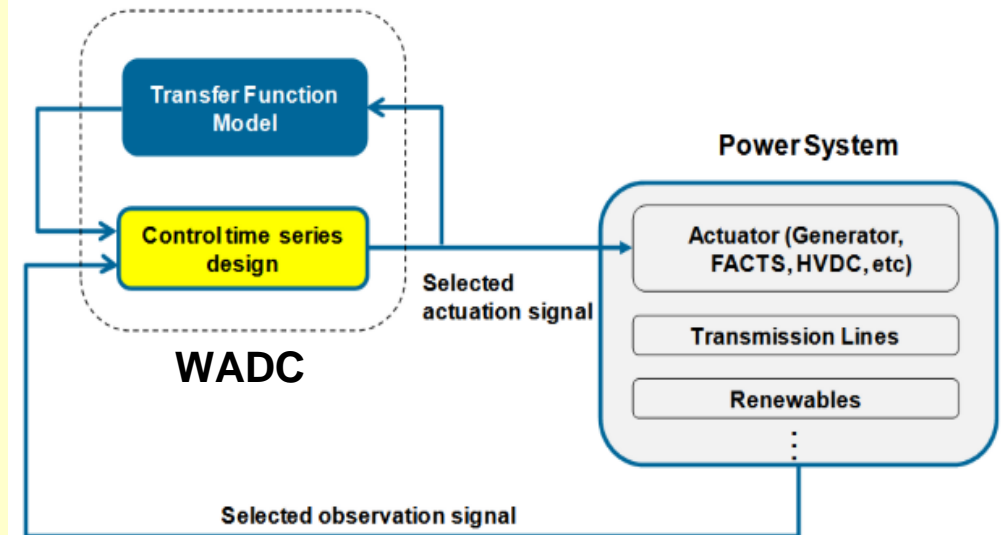 Transfer Function
Model
Control time series
design
WADC
Selected
actuation signal
Power System
Actuator (Generator,
FACTS, HVDC, etc)
Transmission Lines
Renewables
⋮
Selected observation signal